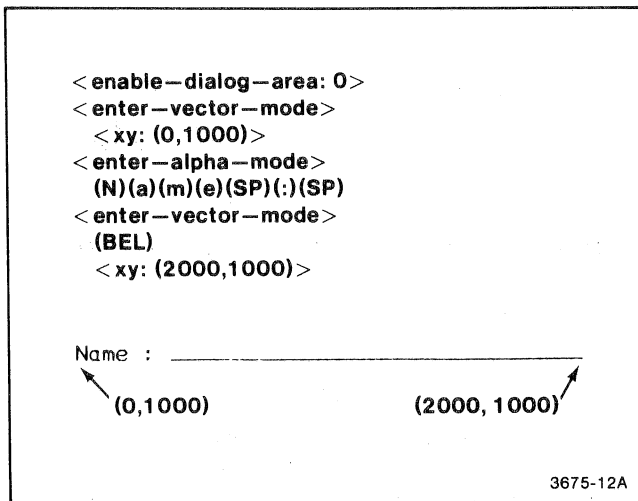 <enable—dialog—area: 0>
<enter—vector—mode>
<xy: (0,1000)>
<enter—alpha—mode>
(N)(a)(m)(e)(SP)(:)(SP)
<enter—vector—mode>
(BEL)
<xy: (2000,1000)>
Name : ______________________
(0,1000) (2000, 1000)
3675-12A